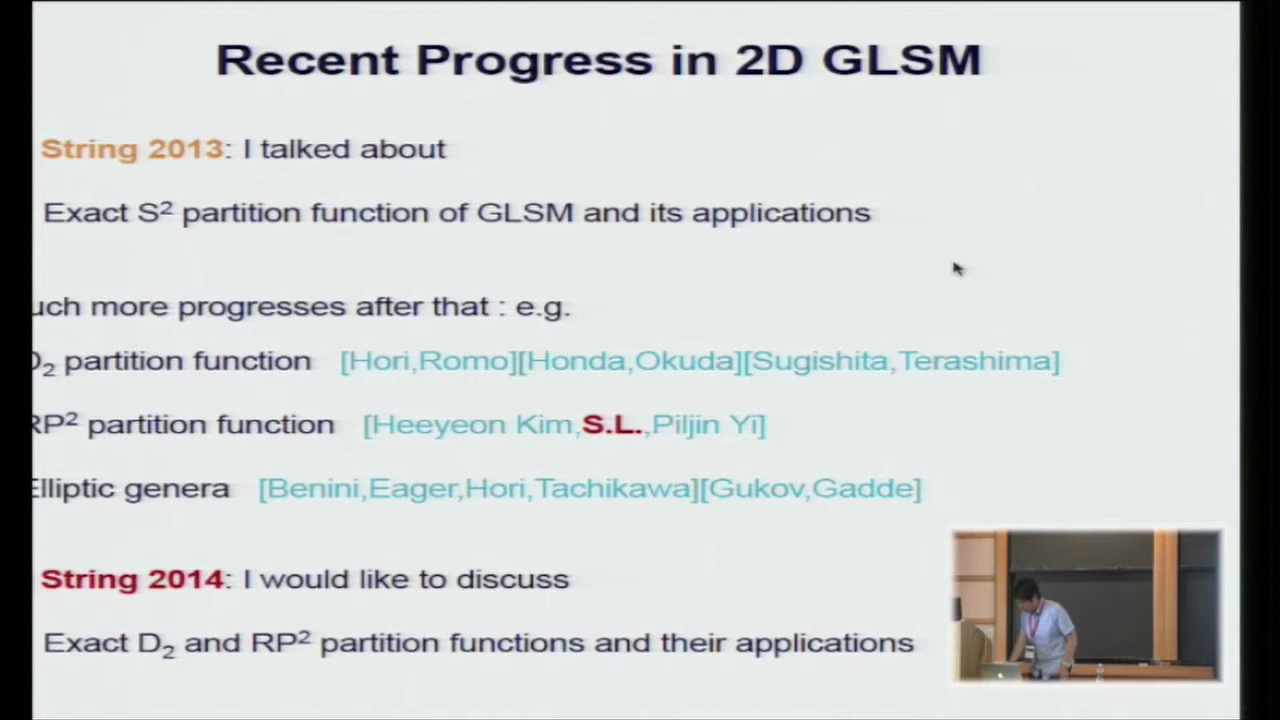 Recent Progress in 2D GLSM
String 2013: I talked about
Exact S² partition function of GLSM and its applications
uch more progresses after that : e.g.
D₂ partition function [Hori,Romo][Honda,Okuda][Sugishita,Terashima]
RP² partition function [Heeyeon Kim,S.L.,Piljin Yi]
Elliptic genera [Benini,Eager,Hori,Tachikawa][Gukov,Gadde]
String 2014: I would like to discuss
Exact D₂ and RP² partition functions and their applications